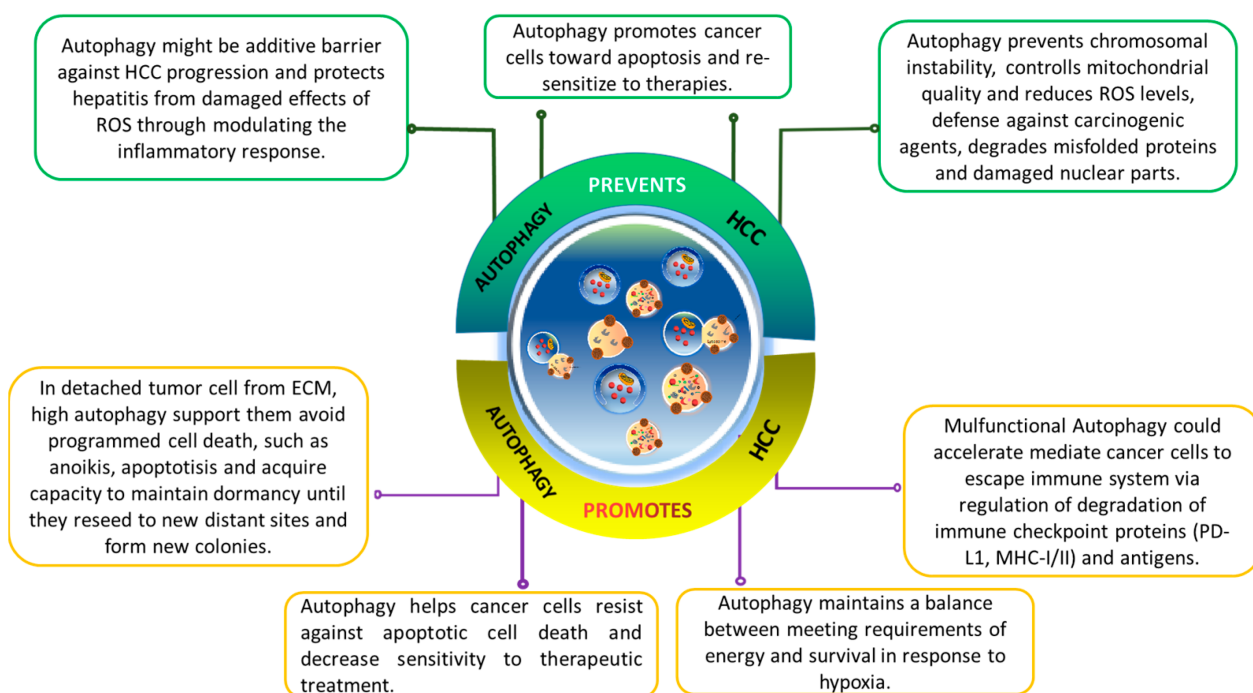 Autophagy might be additive barrier
against HCC progression and protects
hepatitis from damaged effects of
ROS through modulating the
inflammatory response.
Autophagy promotes cancer
cells toward apoptosis and re-
sensitize to therapies.
Autophagy prevents chromosomal
instability, controlls mitochondrial
quality and reduces ROS levels,
defense against carcinogenic
agents, degrades misfolded proteins
and damaged nuclear parts.
PREVENTS
AUTOPHAGY
HCC
In detached tumor cell from ECM,
high autophagy support them avoid
programmed cell death, such as
anoikis, apoptotisis and acquire
capacity to maintain dormancy until
they reseed to new distant sites and
form new colonies.
AUTOPHAGY
HCC
PROMOTES
Mulfunctional Autophagy could
accelerate mediate cancer cells to
escape immune system via
regulation of degradation of
immune checkpoint proteins (PD-
L1, MHC-I/II) and antigens.
Autophagy helps cancer cells resist
against apoptotic cell death and
decrease sensitivity to therapeutic
treatment.
Autophagy maintains a balance
between meeting requirements of
energy and survival in response to
hypoxia.